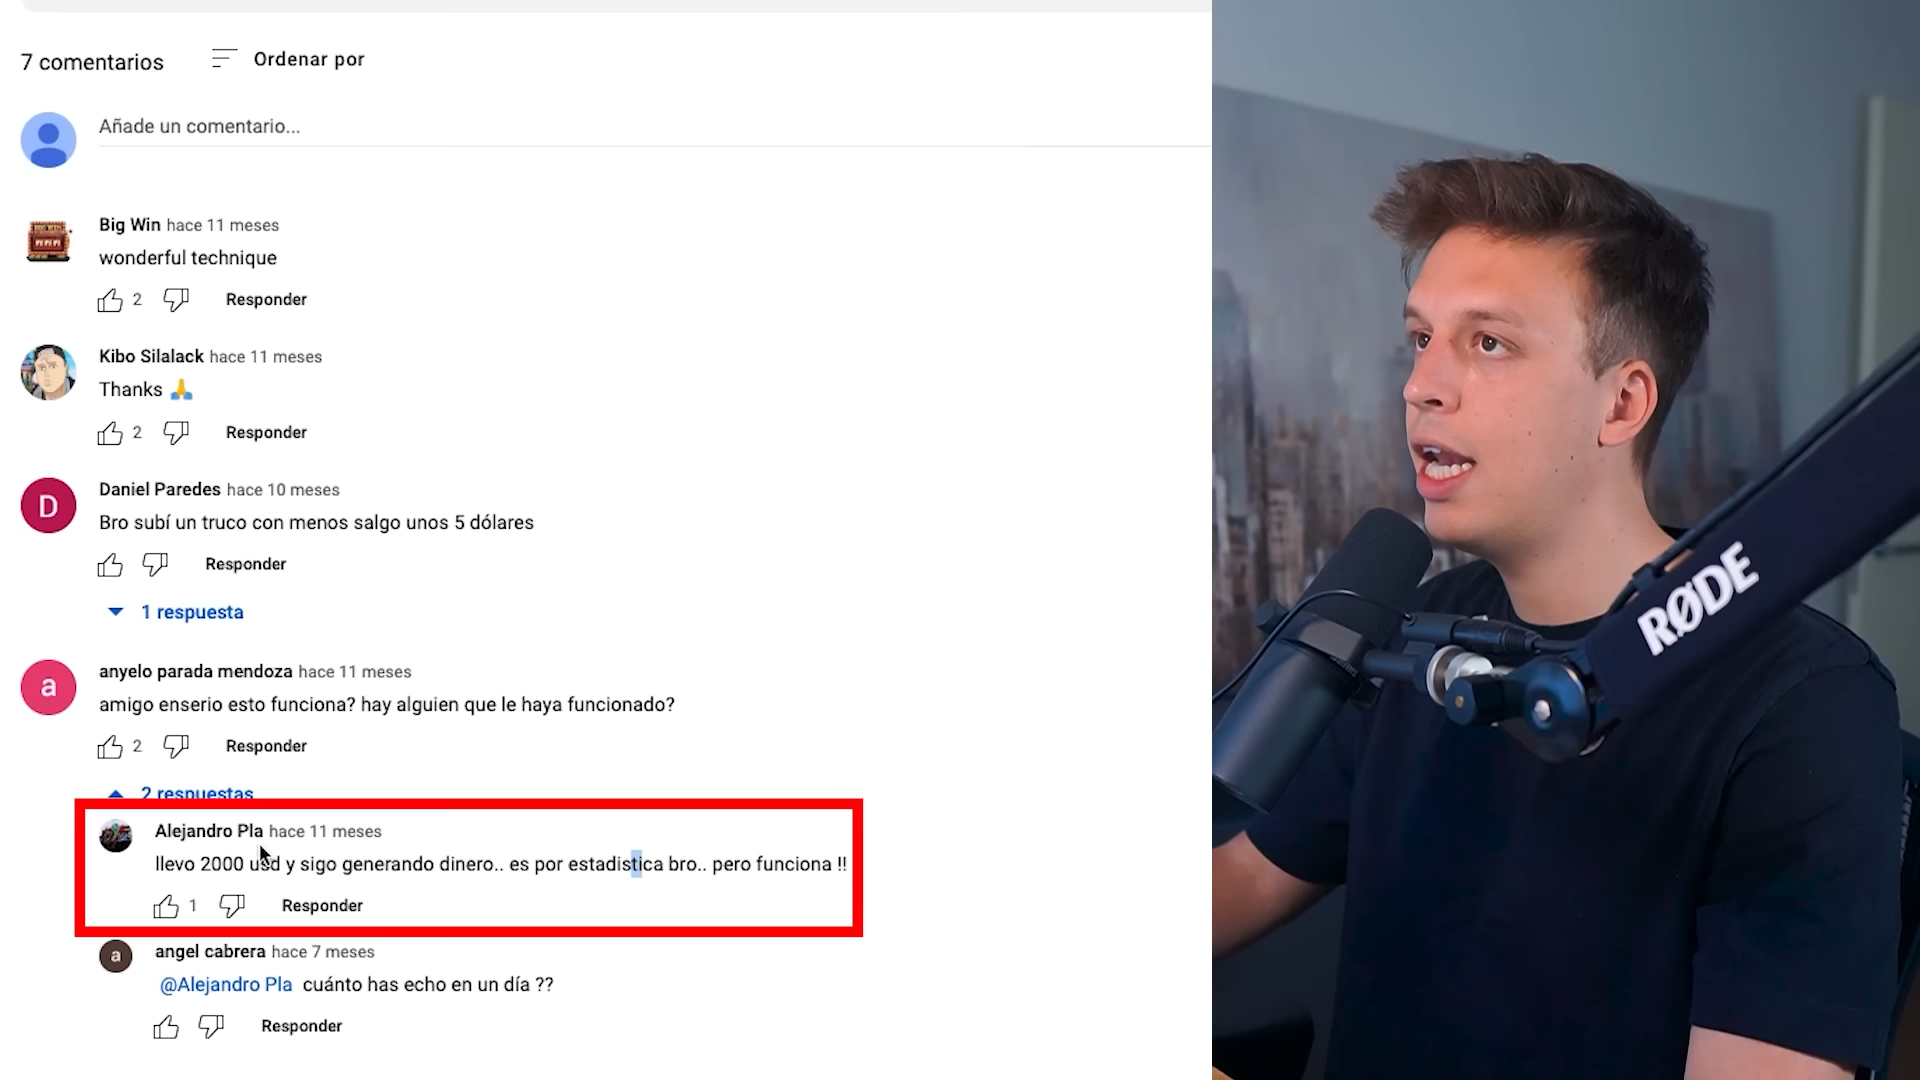 7 comentarios
Ordenar por
Añade un comentario...
Big Win hace 11 meses
wonderful technique
2 Responder
Kibo Silalack hace 11 meses
Thanks 🙏
2 Responder
D
Daniel Paredes hace 10 meses
Bro subí un truco con menos salgo unos 5 dólares
Responder
1 respuesta
a
anyelo parada mendoza hace 11 meses
amigo enserio esto funciona? hay alguien que le haya funcionado?
2 Responder
2 respuestas
Alejandro Pla hace 11 meses
llevo 2000 usd y sigo generando dinero.. es por estadistica bro.. pero funciona !!
1 Responder
a
angel cabrera hace 7 meses
@Alejandro Pla cuánto has echo en un día ??
Responder
RØDE